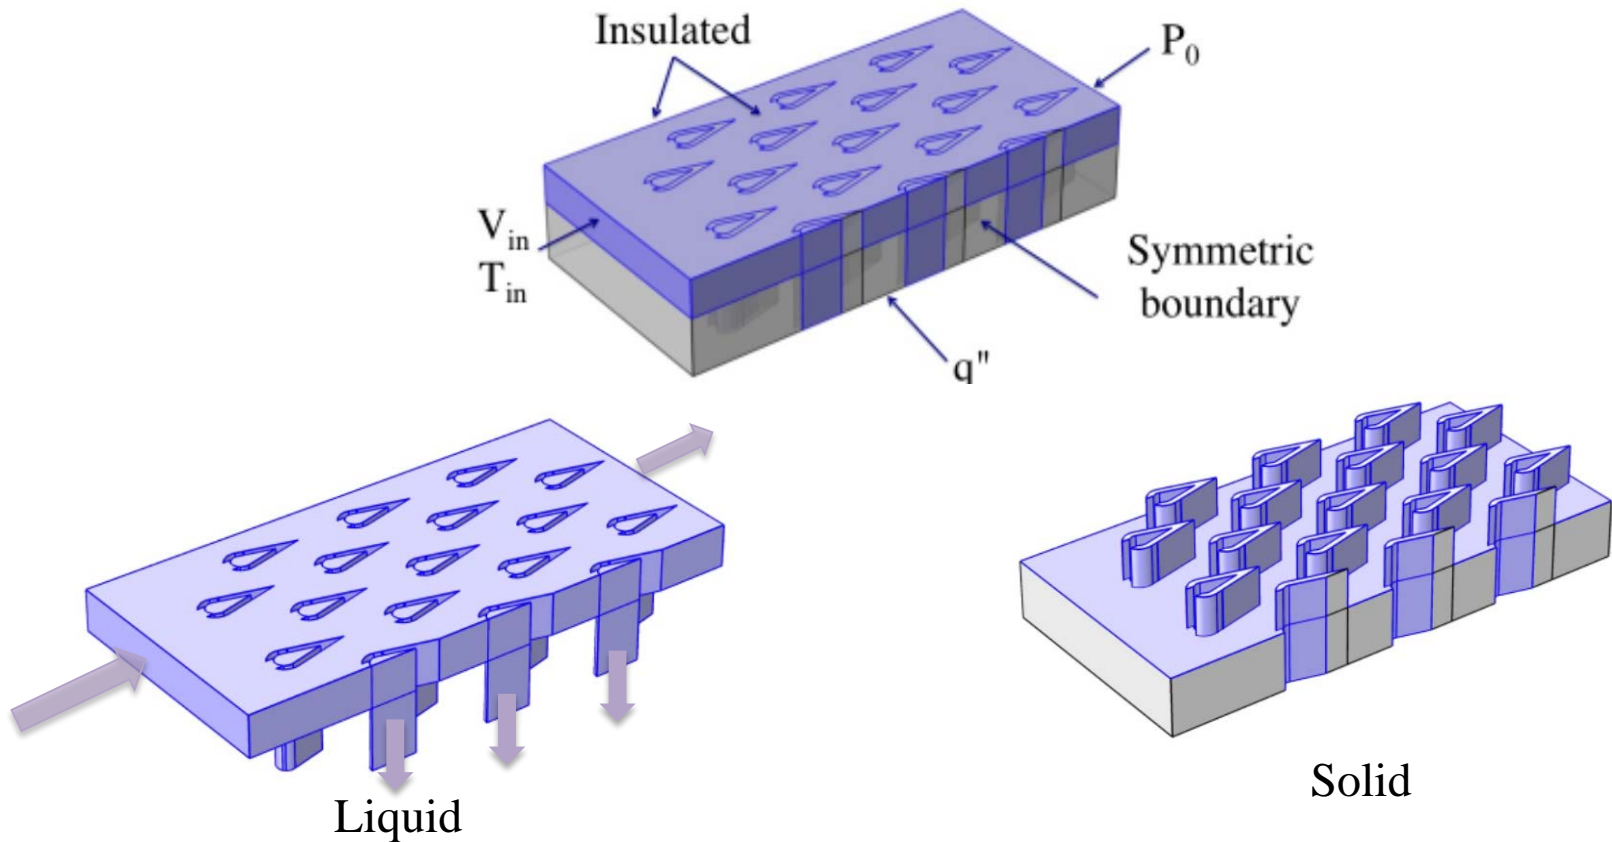 Insulated
P₀
Vᵢₙ
Tᵢₙ
Symmetric
boundary
q"
Liquid
Solid